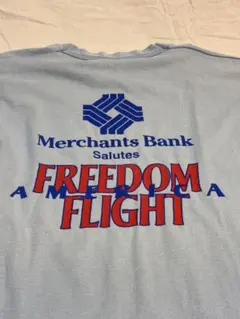 Merchants Bank
Salutes
FREEDOM
AMERICA
FLIGHT